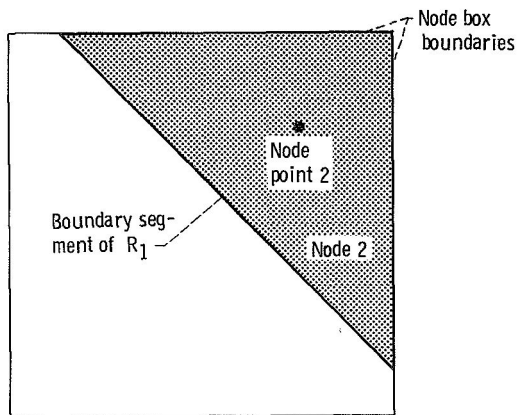 Node box
boundaries
Node
point 2
Boundary seg-
ment of R₁
Node 2